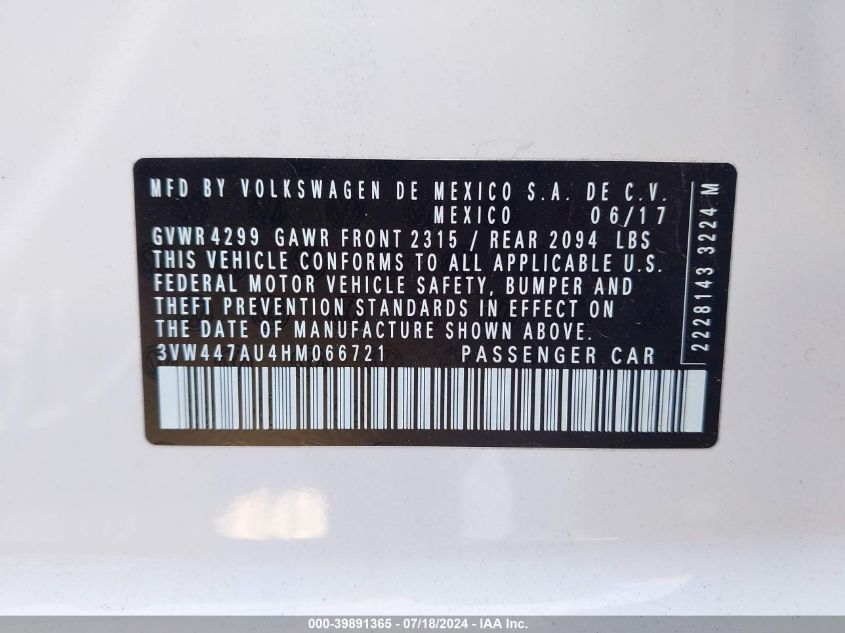 MFD BY VOLKSWAGEN DE MEXICO S.A. DE C.V.
MEXICO 06/17
GVWR 4299 GAWR FRONT 2315 / REAR 2094 LBS
THIS VEHICLE CONFORMS TO ALL APPLICABLE U.S.
FEDERAL MOTOR VEHICLE SAFETY, BUMPER AND
THEFT PREVENTION STANDARDS IN EFFECT ON
THE DATE OF MANUFACTURE SHOWN ABOVE.
3VW447AU4HM066721 PASSENGER CAR
2228143 3224 M
000-39891365 - 07/18/2024 - IAA Inc.